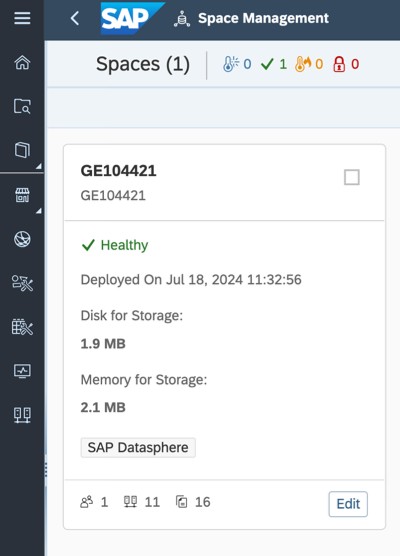 SAP Space Management
Spaces (1) 0 1 0 0
GE104421
GE104421
Healthy
Deployed On Jul 18, 2024 11:32:56
Disk for Storage:
1.9 MB
Memory for Storage:
2.1 MB
SAP Datasphere
1 11 16 Edit